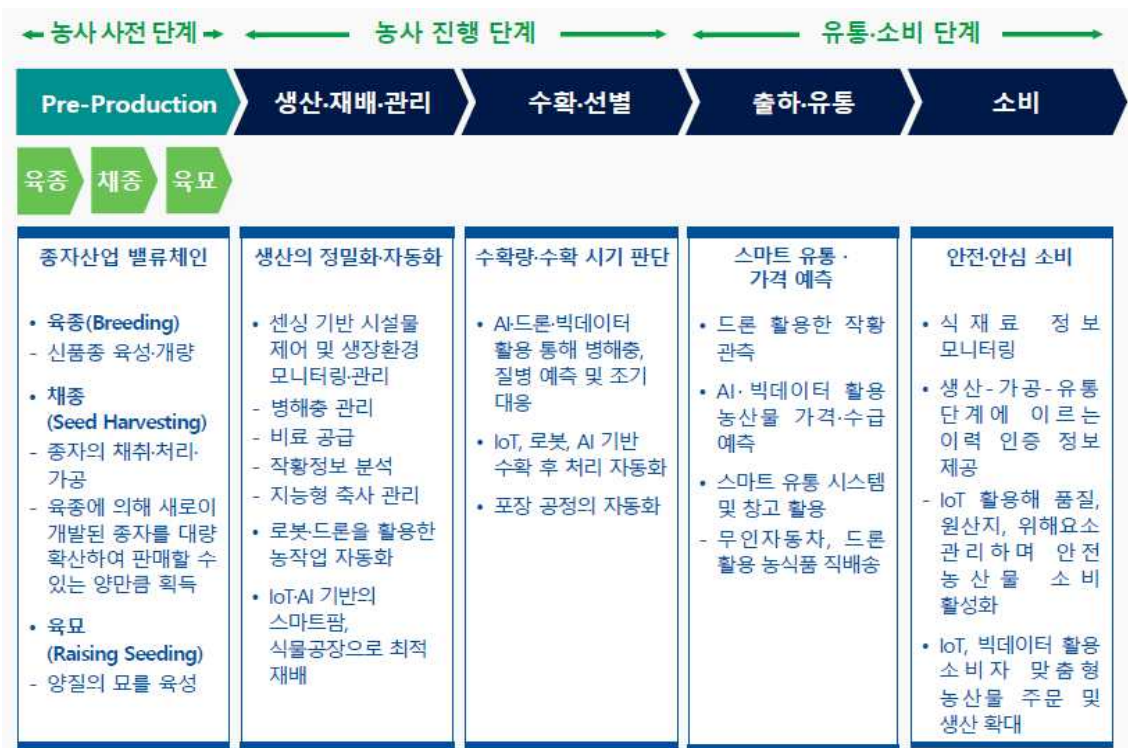 농사 사전 단계
농사 진행 단계
유통·소비 단계
Pre-Production
생산·재배·관리
수확·선별
출하·유통
소비
육종
채종
육묘
종자산업 밸류체인
• 육종(Breeding)
- 신품종 육성·개량
• 채종
(Seed Harvesting)
- 종자의 채취·처리·
가공
- 육종에 의해 새로이
개발된 종자를 대량
확산하여 판매할 수
있는 양만큼 획득
• 육묘
(Raising Seeding)
- 양질의 묘를 육성
생산의 정밀화·자동화
• 센싱 기반 시설물
제어 및 생장환경
모니터링·관리
- 병해충 관리
- 비료 공급
- 작황정보 분석
- 지능형 축사 관리
• 로봇·드론을 활용한
농작업 자동화
• IoT·AI 기반의
스마트팜,
식물공장으로 최적
재배
수확량·수확 시기 판단
• AI·드론·빅데이터
활용 통해 병해충,
질병 예측 및 조기
대응
• IoT, 로봇, AI 기반
수확 후 처리 자동화
• 포장 공정의 자동화
스마트 유통 ·
가격 예측
• 드론 활용한 작황
관측
• AI· 빅데이터 활용
농산물 가격·수급
예측
• 스마트 유통 시스템
및 창고 활용
- 무인자동차, 드론
활용 농식품 직배송
안전·안심 소비
• 식재료 정보
모니터링
• 생산-가공-유통
단계에 이르는
이력 인증 정보
제공
- IoT 활용해 품질,
원산지, 위해요소
관리하며 안전
농산물 소비
활성화
• IoT, 빅데이터 활용
소비자 맞춤형
농산물 주문 및
생산 확대